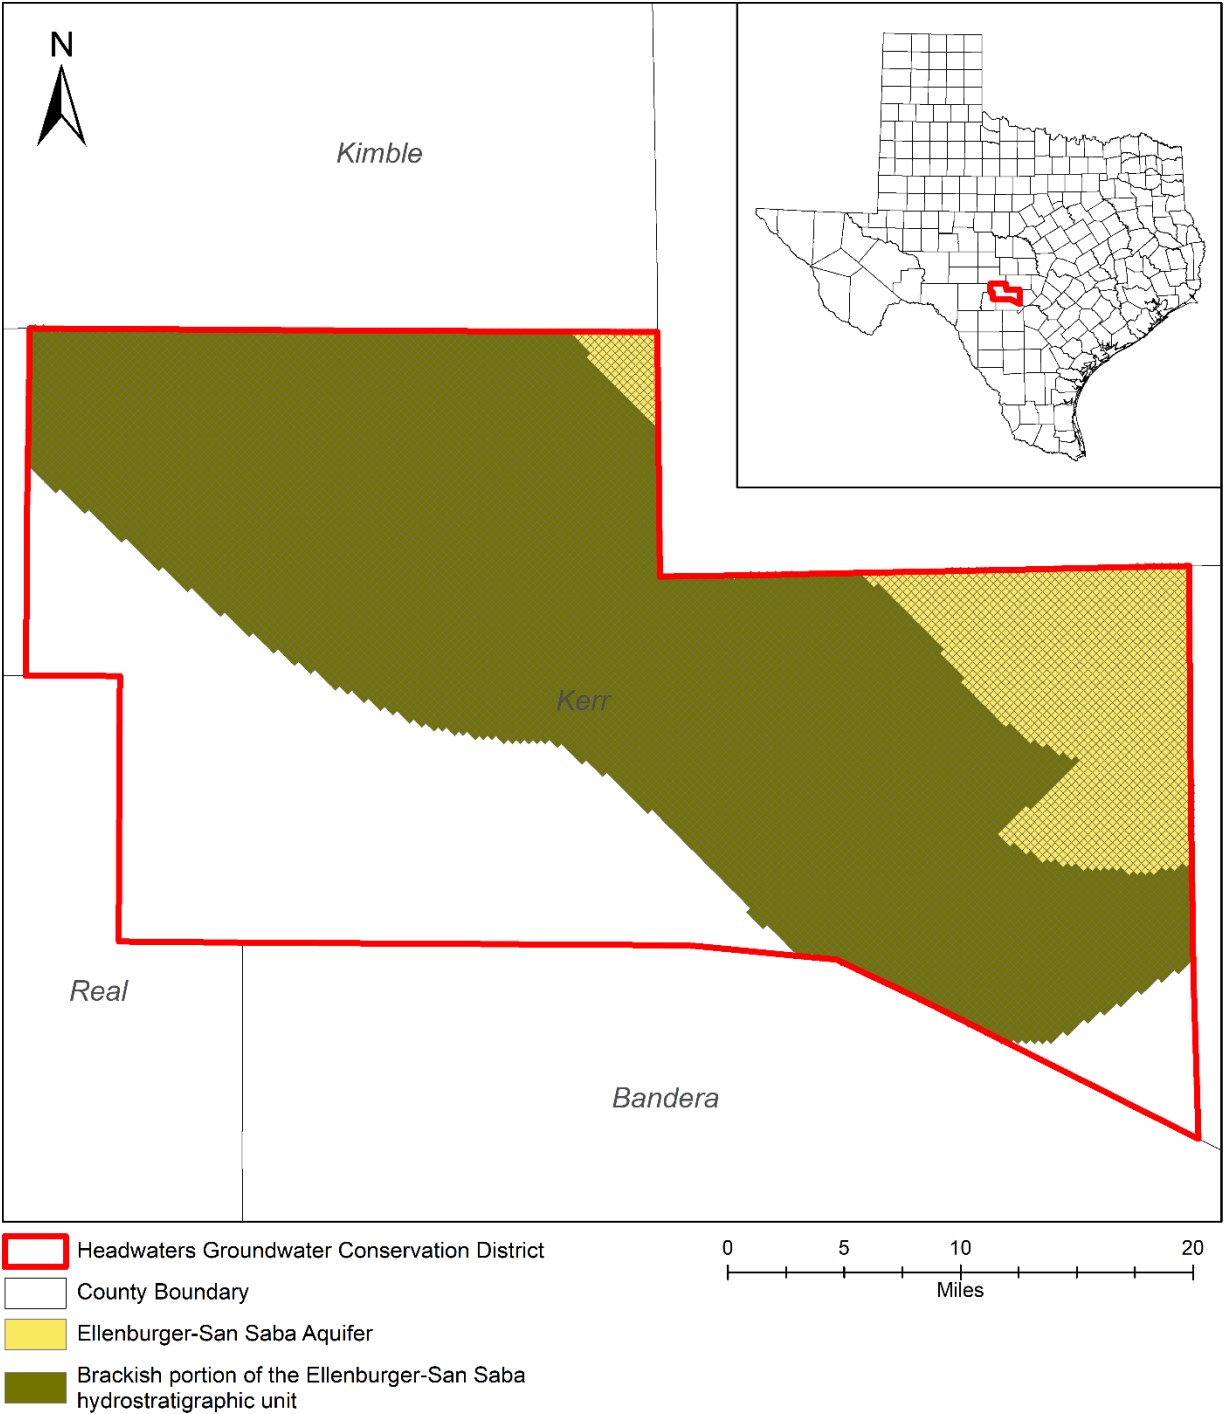 N
Kimble
Kerr
Real
Bandera
Headwaters Groundwater Conservation District
County Boundary
Ellenburger-San Saba Aquifer
Brackish portion of the Ellenburger-San Saba
hydrostratigraphic unit
0 5 10 20
Miles